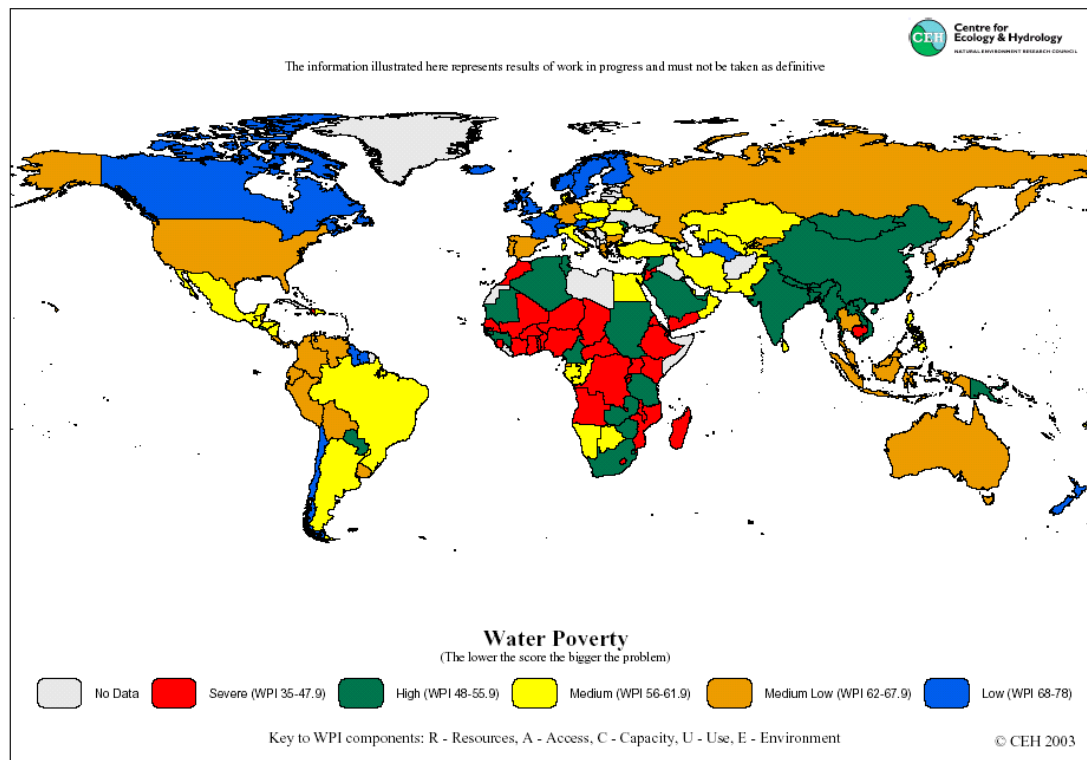 CEH
Centre for
Ecology & Hydrology
NATURAL ENVIRONMENT RESEARCH COUNCIL
The information illustrated here represents results of work in progress and must not be taken as definitive
Water Poverty
(The lower the score the bigger the problem)
No Data
Severe (WPI 35-47.9)
High (WPI 48-55.9)
Medium (WPI 56-61.9)
Medium Low (WPI 62-67.9)
Low (WPI 68-78)
Key to WPI components: R - Resources, A - Access, C - Capacity, U - Use, E - Environment
© CEH 2003